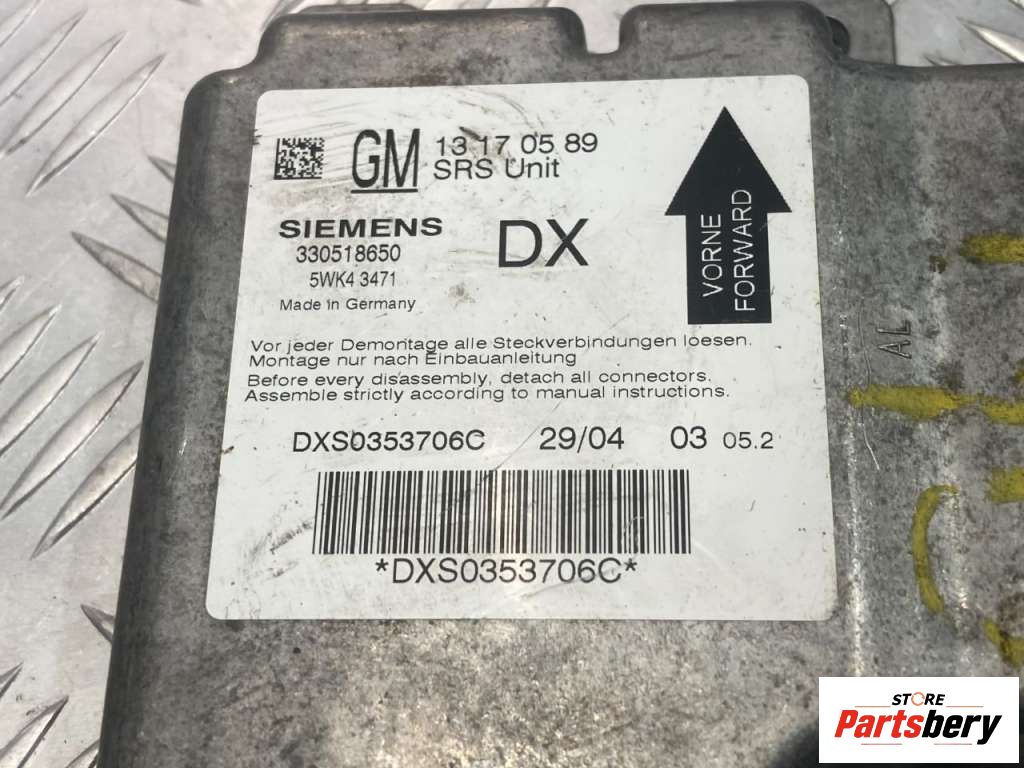 GM 13 17 05 89
SRS Unit
SIEMENS
330518650
5WK4 3471
Made in Germany
DX
VORNE
FORWARD
Vor jeder Demontage alle Steckverbindungen loesen.
Montage nur nach Einbauanleitung
Before every disassembly, detach all connectors.
Assemble strictly according to manual instructions.
DXS0353706C 29/04 03 05.2
*DXS0353706C*
AL
STORE
Partsbery